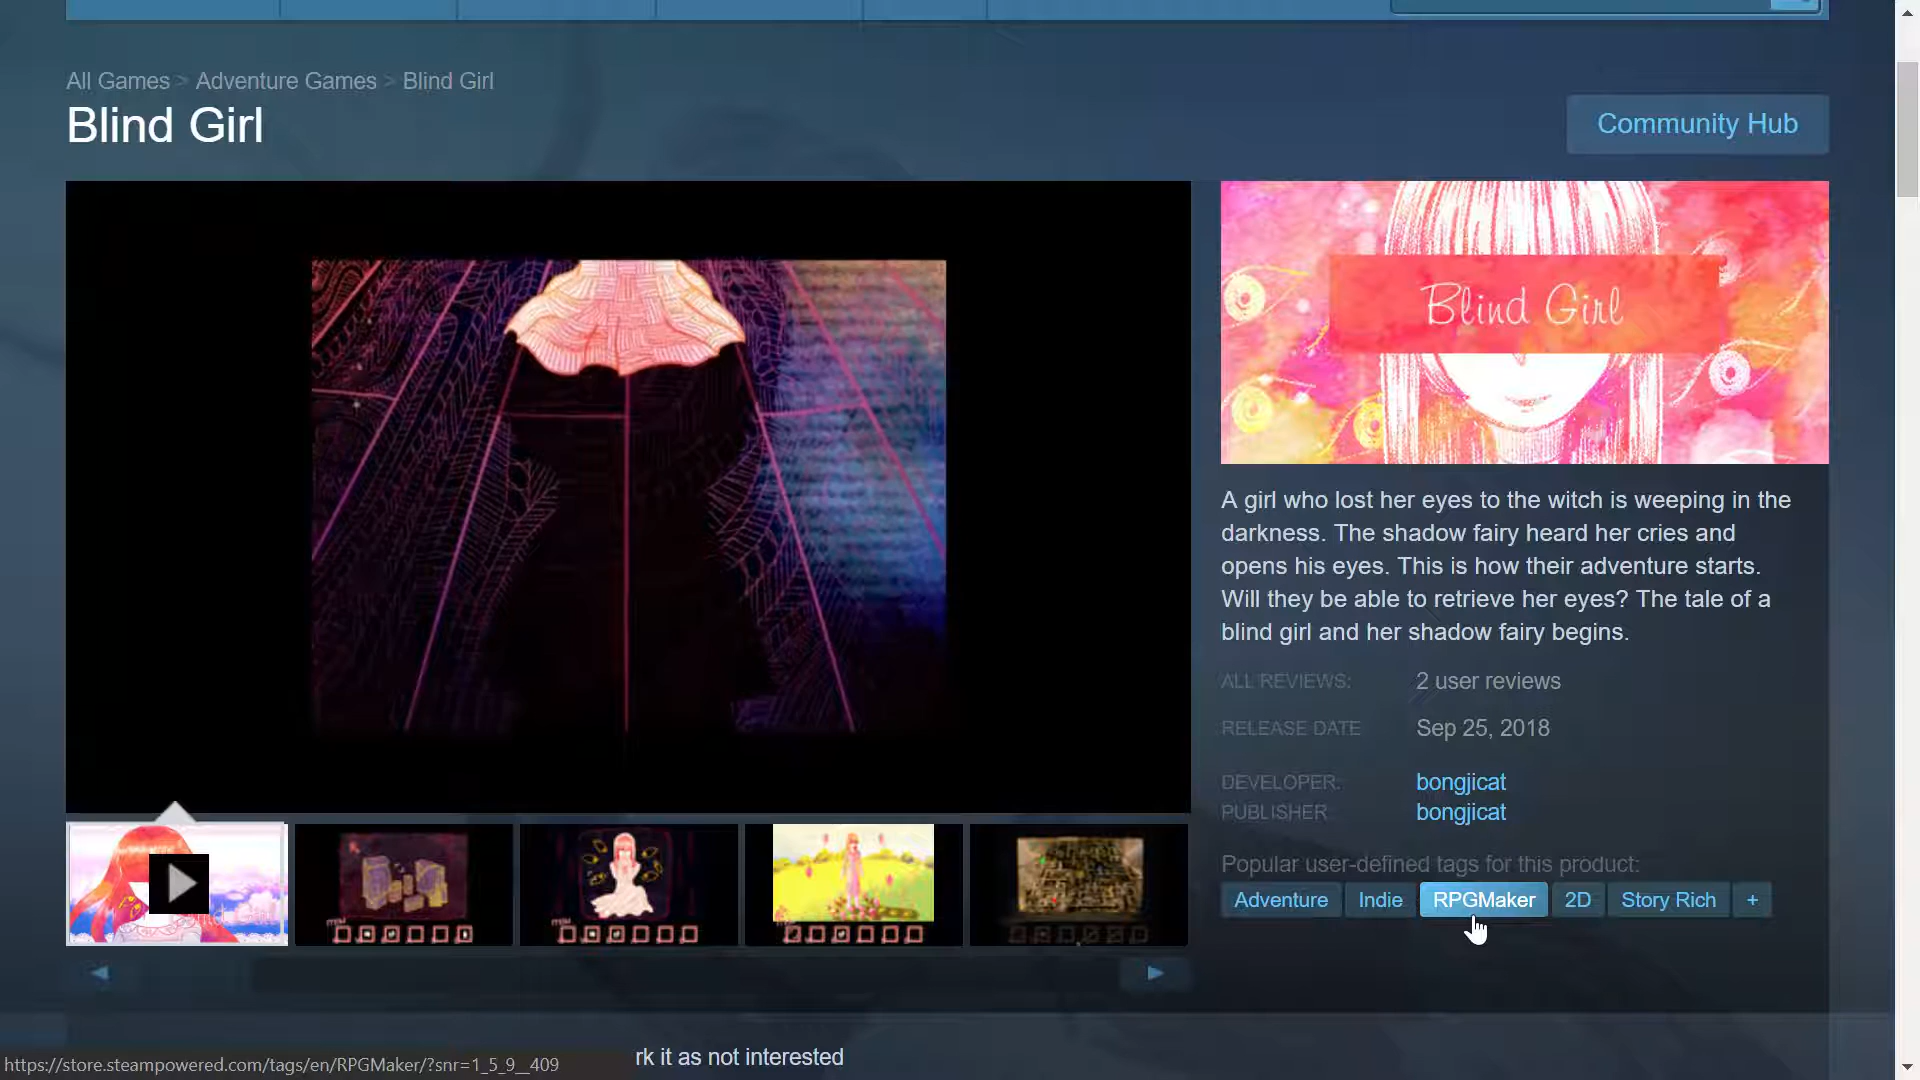 All Games > Adventure Games > Blind Girl
Blind Girl
Community Hub
Blind Girl
A girl who lost her eyes to the witch is weeping in the
darkness. The shadow fairy heard her cries and
opens his eyes. This is how their adventure starts.
Will they be able to retrieve her eyes? The tale of a
blind girl and her shadow fairy begins.
ALL REVIEWS: 2 user reviews
RELEASE DATE Sep 25, 2018
DEVELOPER: bongjicat
PUBLISHER: bongjicat
Popular user-defined tags for this product:
Adventure Indie RPGMaker 2D Story Rich +
rk it as not interested
https://store.steampowered.com/tags/en/RPGMaker/?snr=1_5_9__409